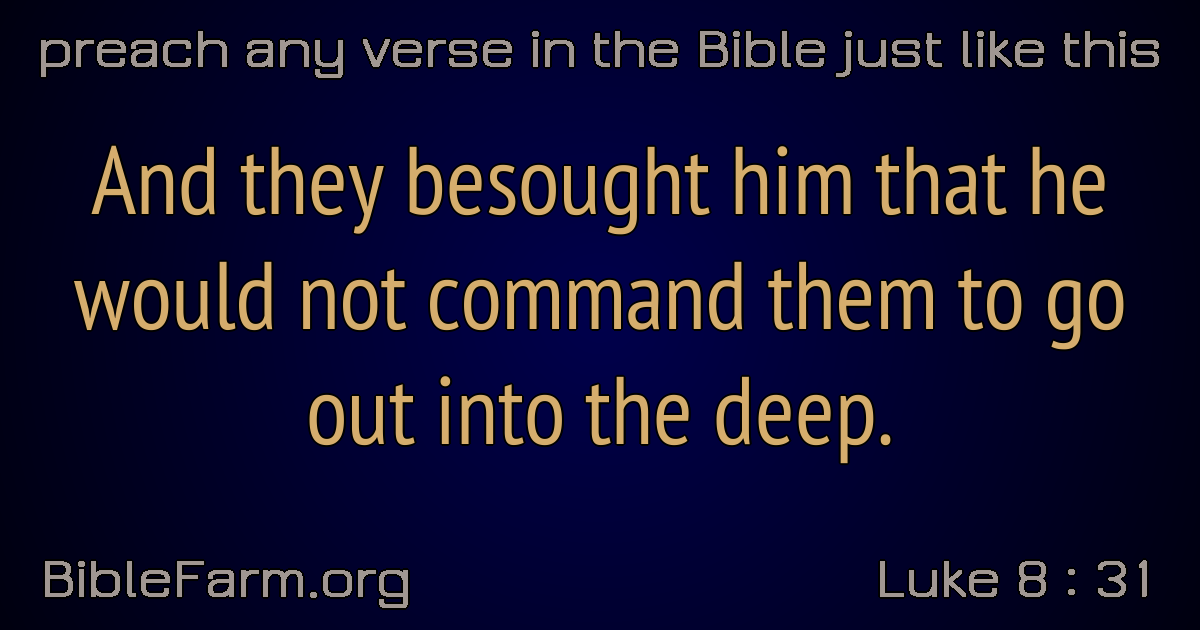 preach any verse in the Bible just like this
And they besought him that he
would not command them to go
out into the deep.
BibleFarm.org
Luke 8 : 31